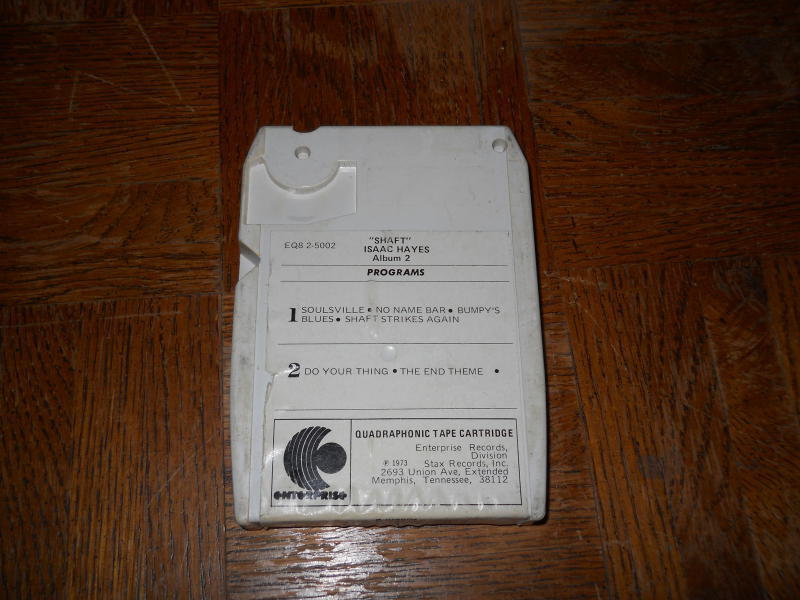 EQ8 2-5002
"SHAFT"
ISAAC HAYES
Album 2
PROGRAMS
1 SOULSVILLE • NO NAME BAR • BUMPY'S
BLUES • SHAFT STRIKES AGAIN
2 DO YOUR THING • THE END THEME •
QUADRAPHONIC TAPE CARTRIDGE
Enterprise Records,
Division
℗ 1973 Stax Records, Inc.
2693 Union Ave, Extended
Memphis, Tennessee, 38112
ENTERPRISE